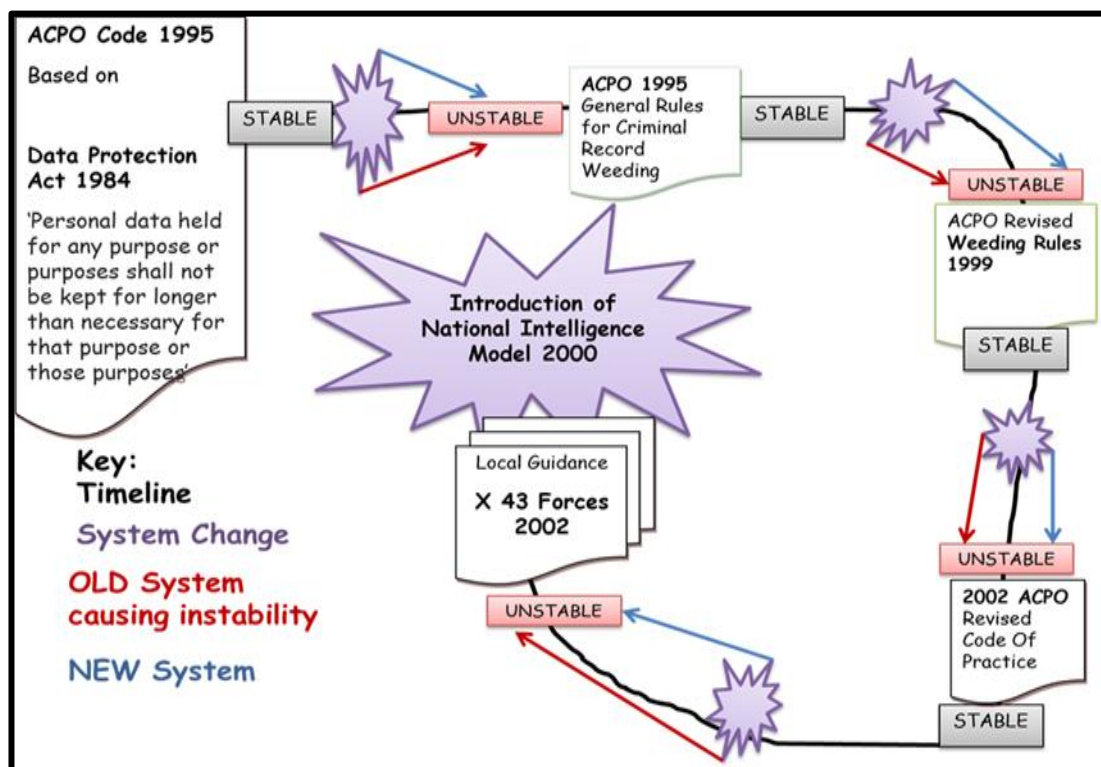 ACPO Code 1995
Based on
Data Protection
Act 1984
'Personal data held
for any purpose or
purposes shall not
be kept for longer
than necessary for
that purpose or
those purposes'
STABLE
UNSTABLE
ACPO 1995
General Rules
for Criminal
Record
Weeding
STABLE
UNSTABLE
ACPO Revised
Weeding Rules
1999
STABLE
UNSTABLE
2002 ACPO
Revised
Code Of
Practice
STABLE
UNSTABLE
Local Guidance
X 43 Forces
2002
Introduction of
National Intelligence
Model 2000
Key:
Timeline
System Change
OLD System
causing instability
NEW System